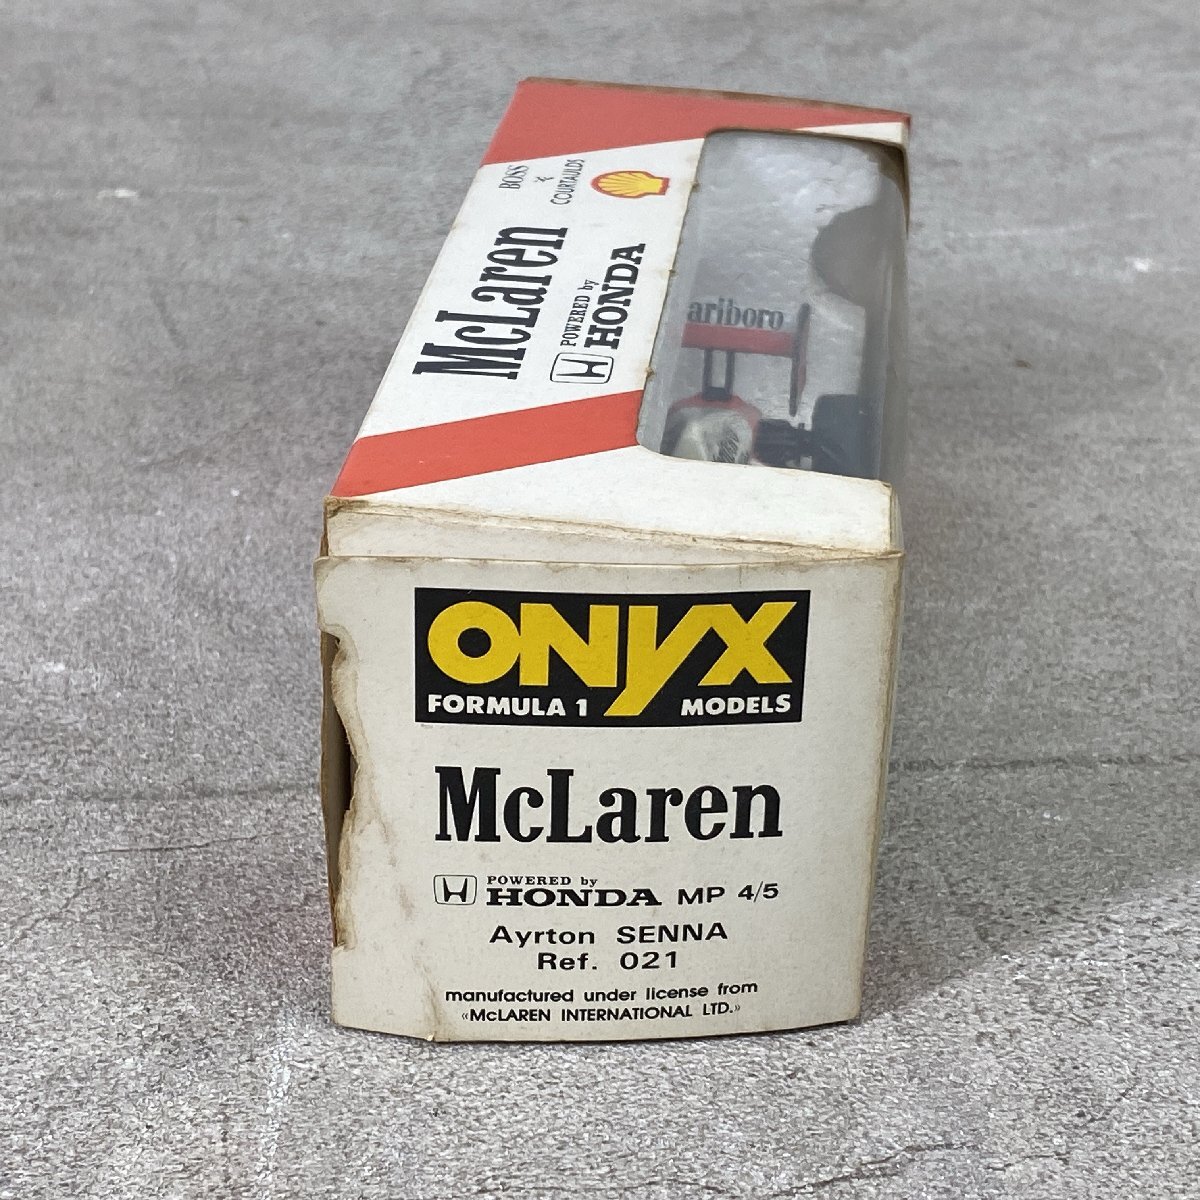 BOSS
COURTAULDS
McLaren
POWERED by
HONDA
arlboro
ONYX
FORMULA 1 MODELS
McLaren
POWERED by
HONDA MP 4/5
Ayrton SENNA
Ref. 021
manufactured under license from
«McLAREN INTERNATIONAL LTD.»